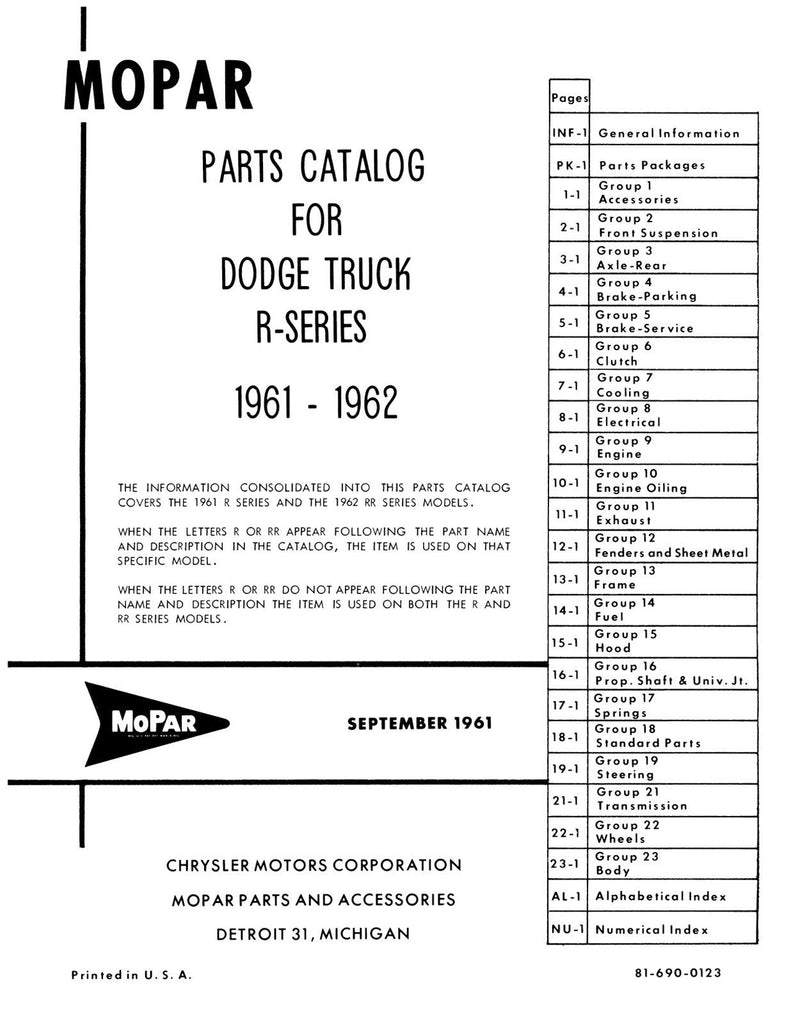 MOPAR
PARTS CATALOG
FOR
DODGE TRUCK
R-SERIES
1961 - 1962
THE INFORMATION CONSOLIDATED INTO THIS PARTS CATALOG
COVERS THE 1961 R SERIES AND THE 1962 RR SERIES MODELS.
WHEN THE LETTERS R OR RR APPEAR FOLLOWING THE PART NAME
AND DESCRIPTION IN THE CATALOG, THE ITEM IS USED ON THAT
SPECIFIC MODEL.
WHEN THE LETTERS R OR RR DO NOT APPEAR FOLLOWING THE PART
NAME AND DESCRIPTION THE ITEM IS USED ON BOTH THE R AND
RR SERIES MODELS.
MOPAR
SEPTEMBER 1961
CHRYSLER MOTORS CORPORATION
MOPAR PARTS AND ACCESSORIES
DETROIT 31, MICHIGAN
Printed in U. S. A.
Pages
INF-1 General Information
PK-1 Parts Packages
1-1 Group 1
Accessories
2-1 Group 2
Front Suspension
3-1 Group 3
Axle-Rear
4-1 Group 4
Brake-Parking
5-1 Group 5
Brake-Service
6-1 Group 6
Clutch
7-1 Group 7
Cooling
8-1 Group 8
Electrical
9-1 Group 9
Engine
10-1 Group 10
Engine Oiling
11-1 Group 11
Exhaust
12-1 Group 12
Fenders and Sheet Metal
13-1 Group 13
Frame
14-1 Group 14
Fuel
15-1 Group 15
Hood
16-1 Group 16
Prop. Shaft & Univ. Jt.
17-1 Group 17
Springs
18-1 Group 18
Standard Parts
19-1 Group 19
Steering
21-1 Group 21
Transmission
22-1 Group 22
Wheels
23-1 Group 23
Body
AL-1 Alphabetical Index
NU-1 Numerical Index
81-690-0123